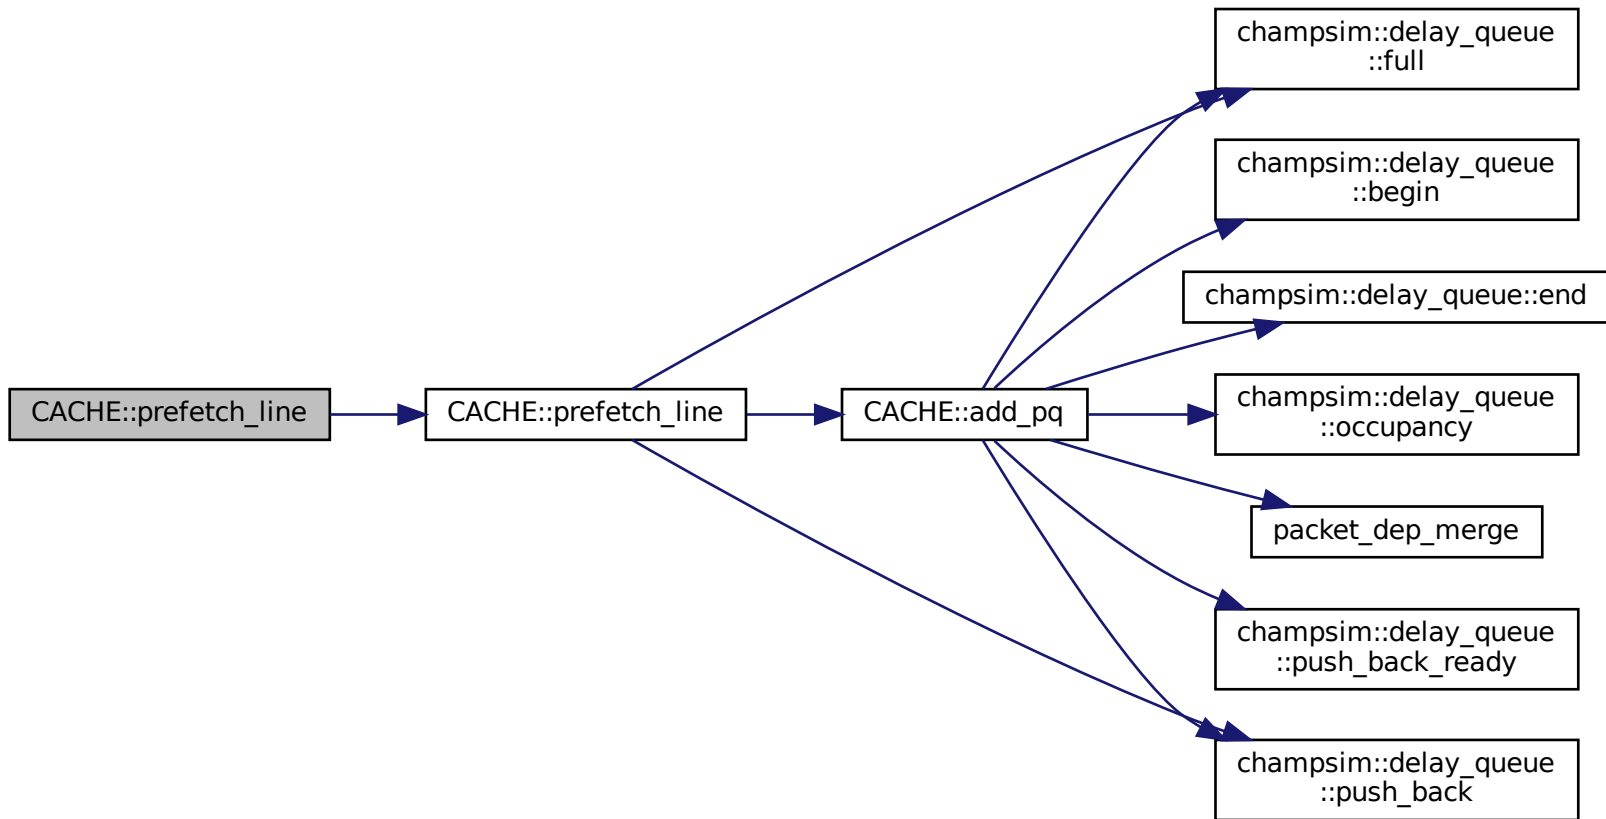 CACHE::prefetch_line
CACHE::prefetch_line
CACHE::add_pq
champsim::delay_queue
::full
champsim::delay_queue
::begin
champsim::delay_queue::end
champsim::delay_queue
::occupancy
packet_dep_merge
champsim::delay_queue
::push_back_ready
champsim::delay_queue
::push_back